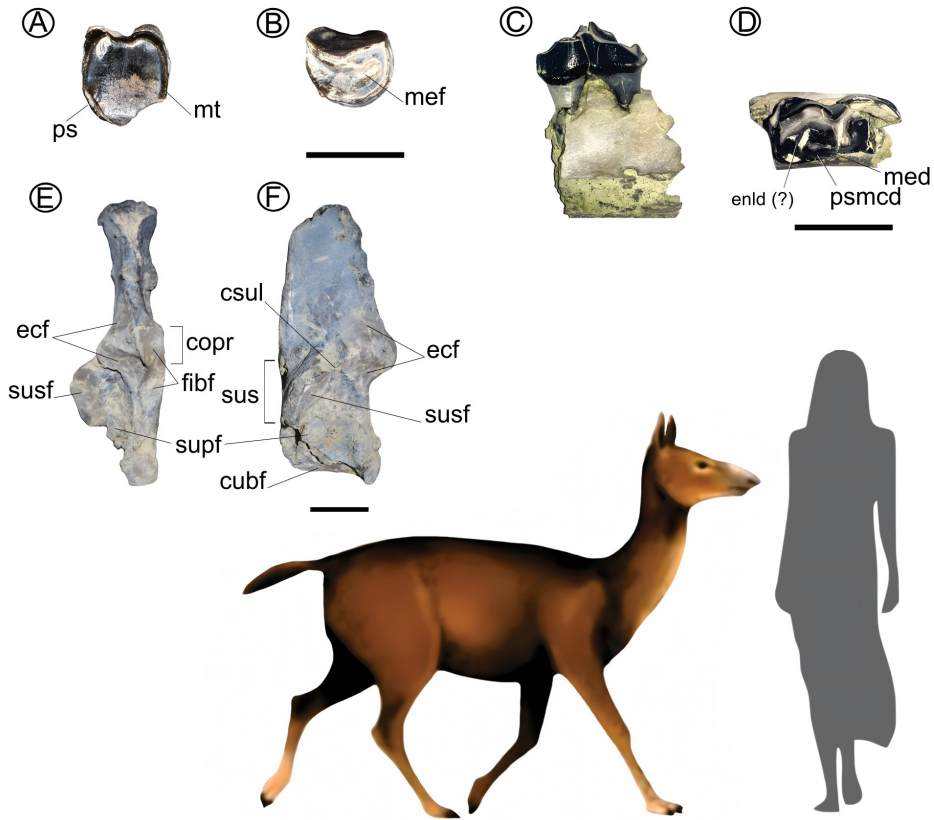 A
B
C
D
ps
mt
mef
med
enld (?)
psmcd
E
F
csul
ecf
copr
ecf
susf
fibf
sus
susf
supf
cubf